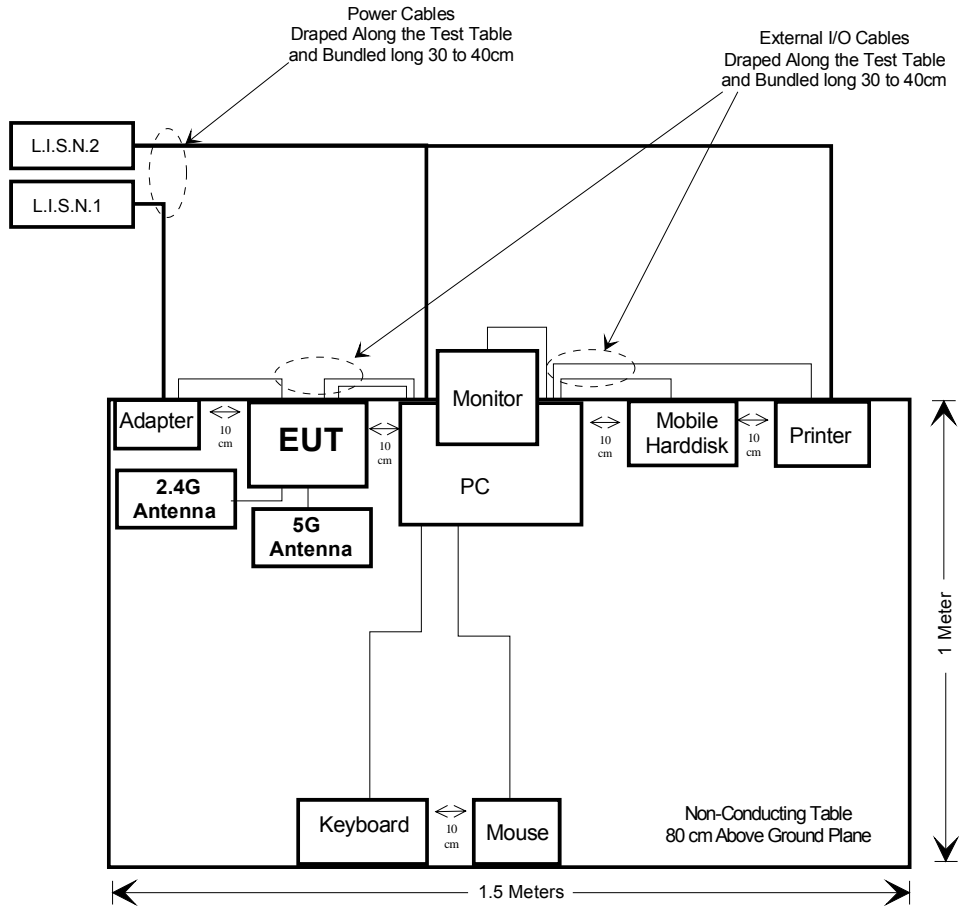 Power Cables
Draped Along the Test Table
and Bundled long 30 to 40cm
External I/O Cables
Draped Along the Test Table
and Bundled long 30 to 40cm
L.I.S.N.2
L.I.S.N.1
Adapter
10
cm
EUT
10
cm
Monitor
PC
10
cm
Mobile
Harddisk
10
cm
Printer
2.4G
Antenna
5G
Antenna
1 Meter
Keyboard
10
cm
Mouse
Non-Conducting Table
80 cm Above Ground Plane
1.5 Meters